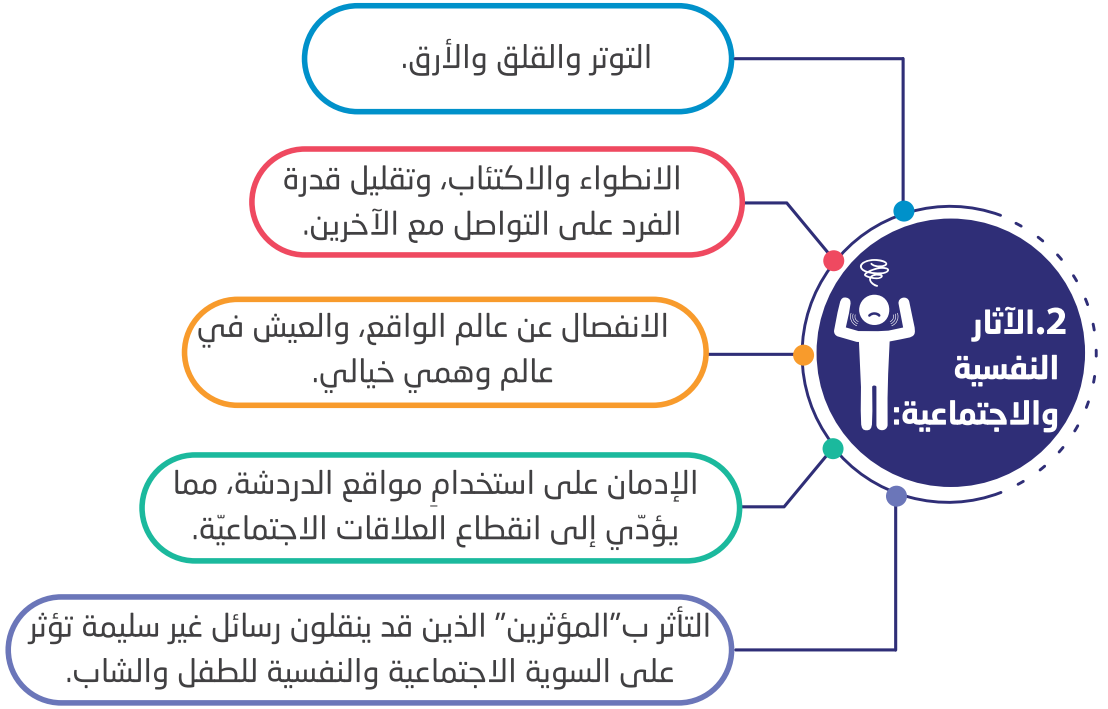 2.الآثار
النفسية
والاجتماعية:
التوتر والقلق والأرق.
الانطواء والاكتئاب، وتقليل قدرة
الفرد على التواصل مع الآخرين.
الانفصال عن عالم الواقع، والعيش في
عالم وهمي خيالي.
الإدمان على استخدامِ مواقع الدردشة، مما
يؤدّي إلى انقطاع العلاقات الاجتماعيّة.
التأثر ب"المؤثرين" الذين قد ينقلون رسائل غير سليمة تؤثر
على السوية الاجتماعية والنفسية للطفل والشاب.